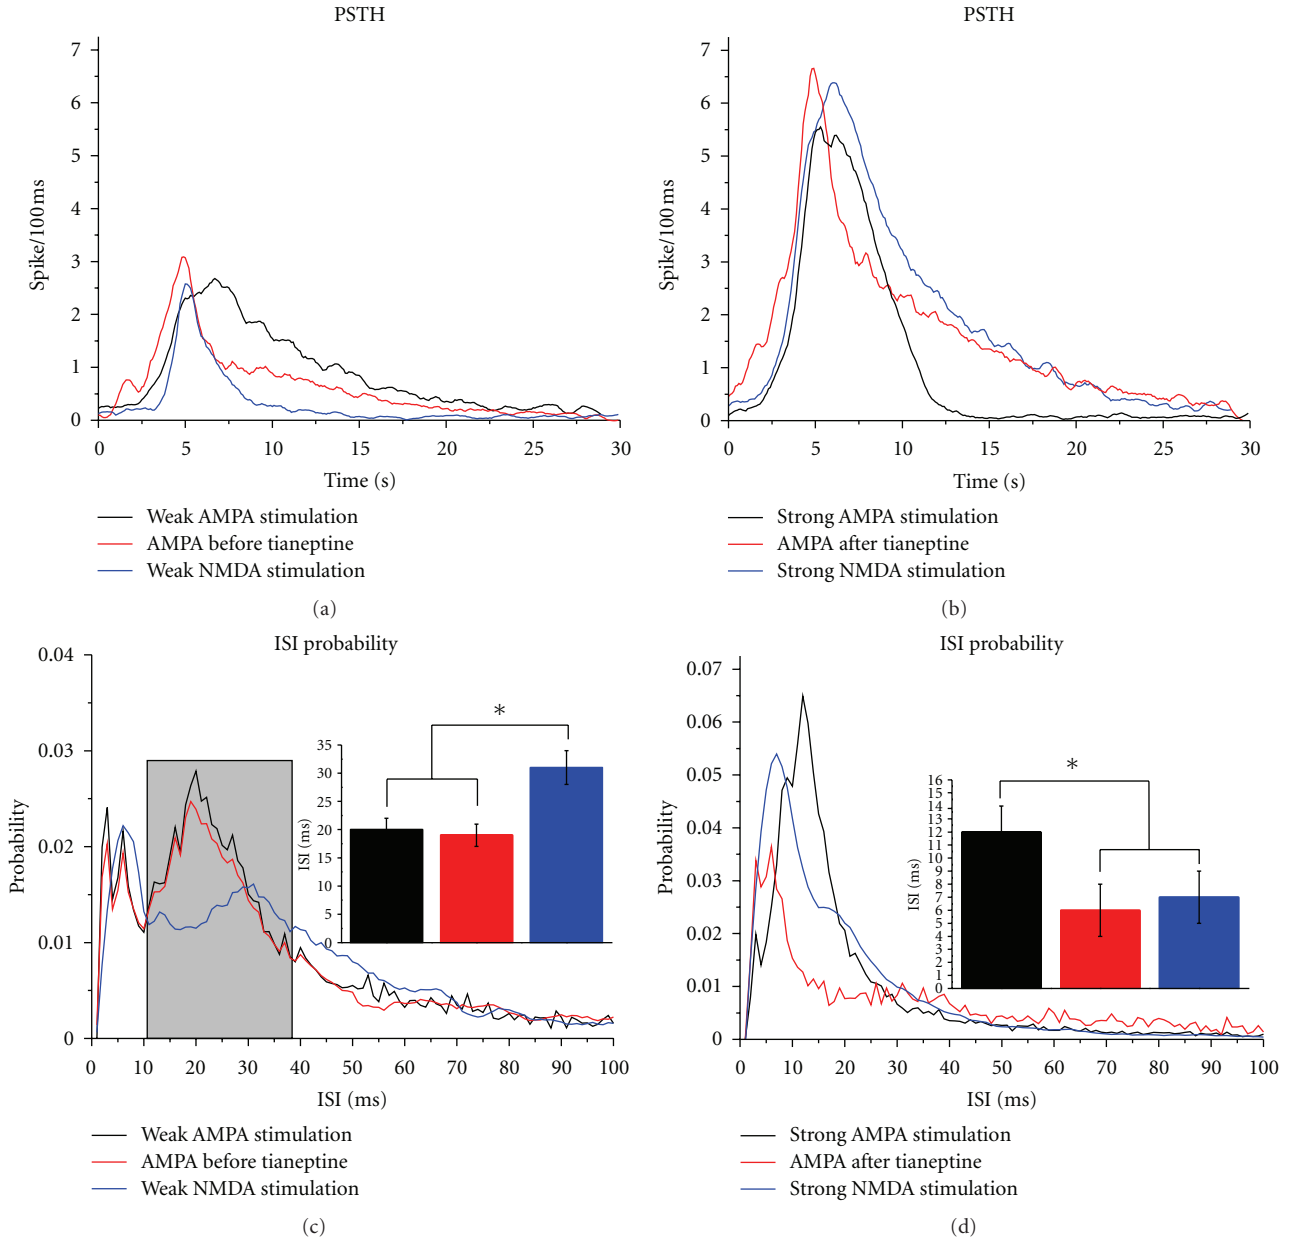 PSTH
7
6
5
4
3
2
1
0
Spike/100 ms
0 5 10 15 20 25 30
Time (s)
Weak AMPA stimulation
AMPA before tianeptine
Weak NMDA stimulation
(a)
PSTH
7
6
5
4
3
2
1
0
Spike/100 ms
0 5 10 15 20 25 30
Time (s)
Strong AMPA stimulation
AMPA after tianeptine
Strong NMDA stimulation
(b)
ISI probability
0.04
0.03
0.02
0.01
0
Probability
*
35
30
25
20
15
10
5
0
ISI (ms)
0 10 20 30 40 50 60 70 80 90 100
ISI (ms)
Weak AMPA stimulation
AMPA before tianeptine
Weak NMDA stimulation
(c)
ISI probability
0.07
0.06
0.05
0.04
0.03
0.02
0.01
0
Probability
*
16
15
14
13
12
11
10
9
8
7
6
5
4
3
2
1
0
ISI (ms)
0 10 20 30 40 50 60 70 80 90 100
ISI (ms)
Strong AMPA stimulation
AMPA after tianeptine
Strong NMDA stimulation
(d)